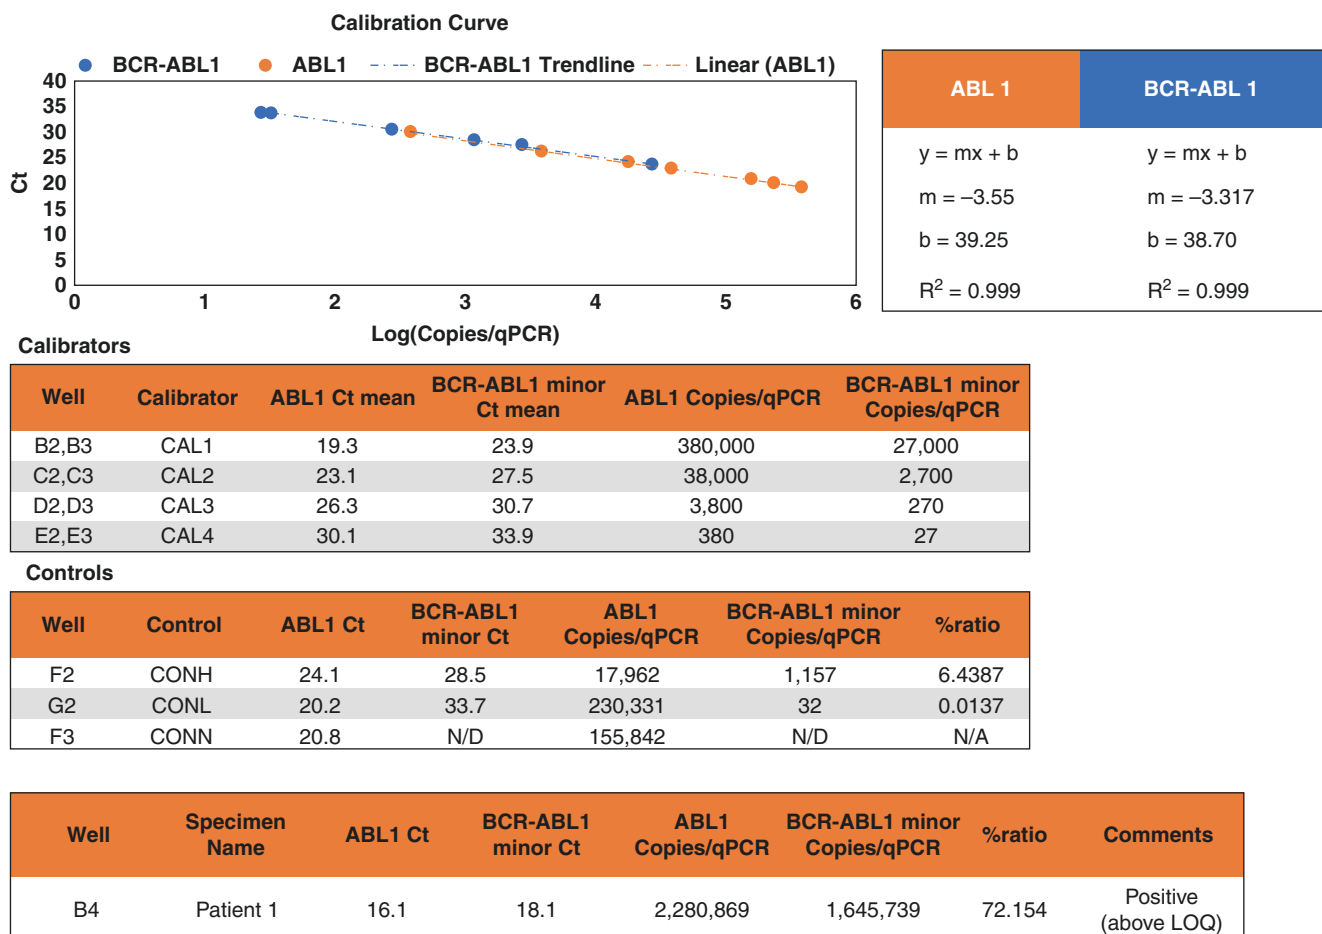 Calibration Curve
BCR-ABL1 ABL1 BCR-ABL1 Trendline Linear (ABL1)
40
35
30
25
20
15
10
5
0
Ct
0 1 2 3 4 5 6
Log(Copies/qPCR)
ABL 1 BCR-ABL 1
y = mx + b y = mx + b
m = –3.55 m = –3.317
b = 39.25 b = 38.70
R² = 0.999 R² = 0.999
Calibrators
Well Calibrator ABL1 Ct mean BCR-ABL1 minor Ct mean ABL1 Copies/qPCR BCR-ABL1 minor Copies/qPCR
B2,B3 CAL1 19.3 23.9 380,000 27,000
C2,C3 CAL2 23.1 27.5 38,000 2,700
D2,D3 CAL3 26.3 30.7 3,800 270
E2,E3 CAL4 30.1 33.9 380 27
Controls
Well Control ABL1 Ct BCR-ABL1 minor Ct ABL1 Copies/qPCR BCR-ABL1 minor Copies/qPCR %ratio
F2 CONH 24.1 28.5 17,962 1,157 6.4387
G2 CONL 20.2 33.7 230,331 32 0.0137
F3 CONN 20.8 N/D 155,842 N/D N/A
Well Specimen Name ABL1 Ct BCR-ABL1 minor Ct ABL1 Copies/qPCR BCR-ABL1 minor Copies/qPCR %ratio Comments
B4 Patient 1 16.1 18.1 2,280,869 1,645,739 72.154 Positive (above LOQ)